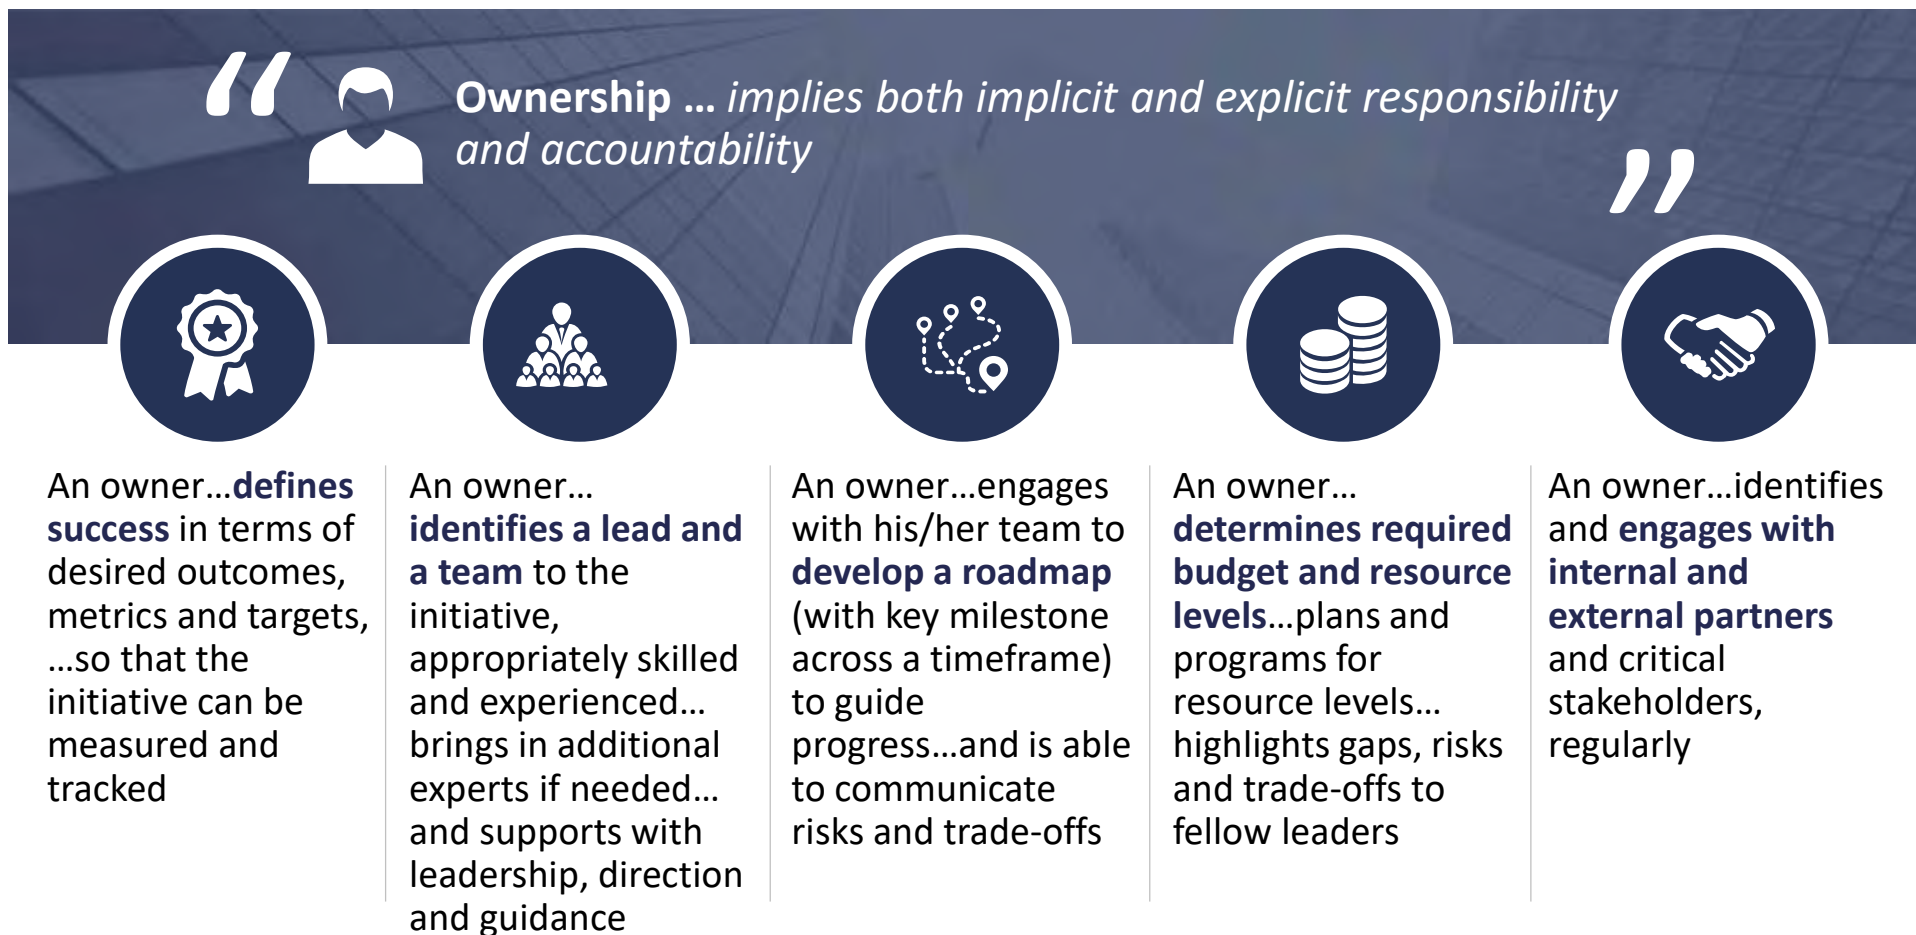 “
Ownership ... implies both implicit and explicit responsibility
and accountability
”
An owner...defines
success in terms of
desired outcomes,
metrics and targets,
...so that the
initiative can be
measured and
tracked
An owner...
identifies a lead and
a team to the
initiative,
appropriately skilled
and experienced...
brings in additional
experts if needed...
and supports with
leadership, direction
and guidance
An owner...engages
with his/her team to
develop a roadmap
(with key milestone
across a timeframe)
to guide
progress...and is able
to communicate
risks and trade-offs
An owner...
determines required
budget and resource
levels...plans and
programs for
resource levels...
highlights gaps, risks
and trade-offs to
fellow leaders
An owner...identifies
and engages with
internal and
external partners
and critical
stakeholders,
regularly